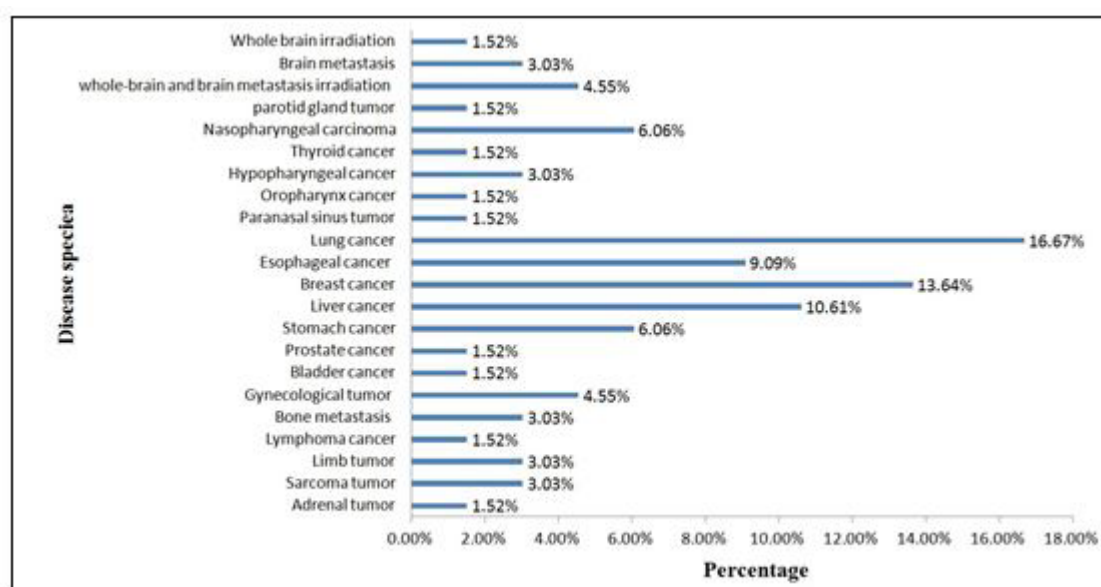 Whole brain irradiation 1.52%
Brain metastasis 3.03%
whole-brain and brain metastasis irradiation 4.55%
parotid gland tumor 1.52%
Nasopharyngeal carcinoma 6.06%
Thyroid cancer 1.52%
Hypopharyngeal cancer 3.03%
Oropharynx cancer 1.52%
Paranasal sinus tumor 1.52%
Lung cancer 16.67%
Esophageal cancer 9.09%
Breast cancer 13.64%
Liver cancer 10.61%
Stomach cancer 6.06%
Prostate cancer 1.52%
Bladder cancer 1.52%
Gynecological tumor 4.55%
Bone metastasis 3.03%
Lymphoma cancer 1.52%
Limb tumor 3.03%
Sarcoma tumor 3.03%
Adrenal tumor 1.52%
Disease speciea
0.00% 2.00% 4.00% 6.00% 8.00% 10.00% 12.00% 14.00% 16.00% 18.00%
Percentage